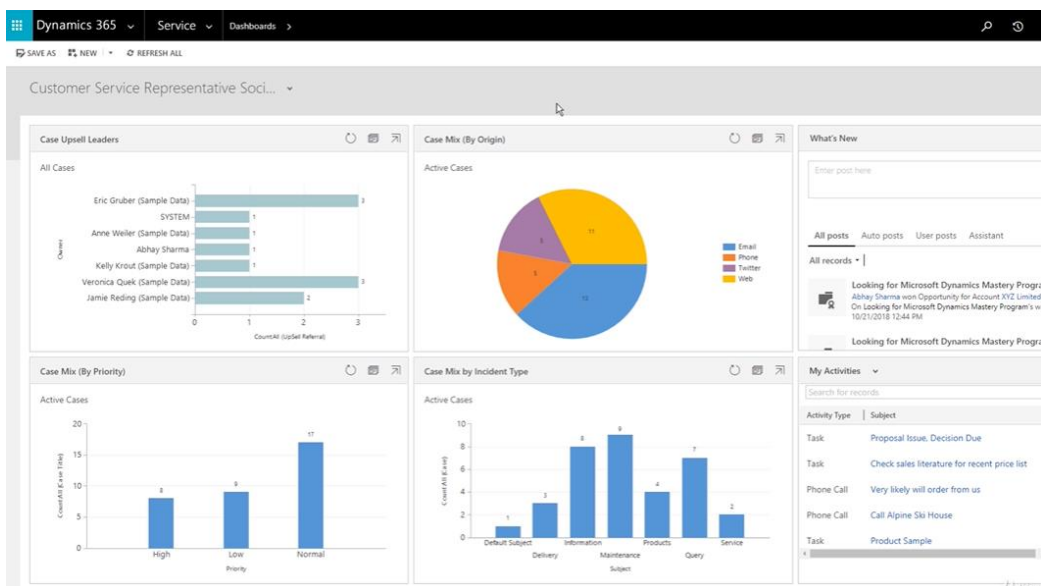 Dynamics 365 Service Dashboards
SAVE AS NEW REFRESH ALL
Customer Service Representative Soci...
Case Upsell Leaders
All Cases
Eric Gruber (Sample Data) 3
SYSTEM 1
Anne Weiler (Sample Data) 1
Abhay Sharma 1
Kelly Krout (Sample Data) 1
Veronica Quek (Sample Data) 3
Jamie Reding (Sample Data) 2
0 1 2 3
Owner
CountAll (UpSell Referral)
Case Mix (By Origin)
Active Cases
11
Email
Phone
Twitter
Web
What's New
Enter post here
All posts Auto posts User posts Assistant
All records
Looking for Microsoft Dynamics Mastery Progra
Abhay Sharma won Opportunity for Account XYZ Limited
On Looking for Microsoft Dynamics Mastery Program's w
10/21/2018 12:44 PM
Looking for Microsoft Dynamics Mastery Progra
Case Mix (By Priority)
Active Cases
20
15
10
5
0
8 9 17
High Low Normal
CountAll (Case Title)
Priority
Case Mix by Incident Type
Active Cases
10
8
6
4
2
0
1 3 8 9 4 7 2
Default Subject Information Products Service
Delivery Maintenance Query
CountAll (Case)
Subject
My Activities
Search for records
Activity Type Subject
Task Proposal Issue, Decision Due
Task Check sales literature for recent price list
Phone Call Very likely will order from us
Phone Call Call Alpine Ski House
Task Product Sample